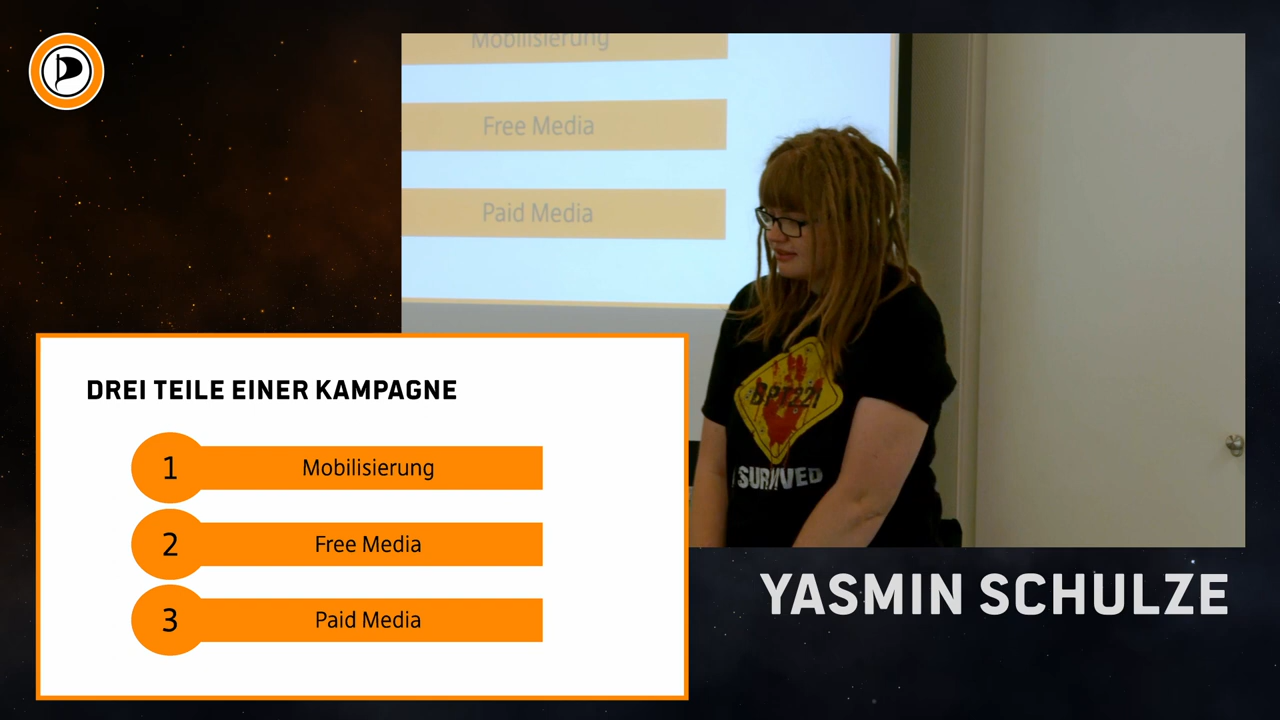 Mobilisierung
Free Media
Paid Media
BPT221
I SURVIVED
DREI TEILE EINER KAMPAGNE
1 Mobilisierung
2 Free Media
3 Paid Media
YASMIN SCHULZE